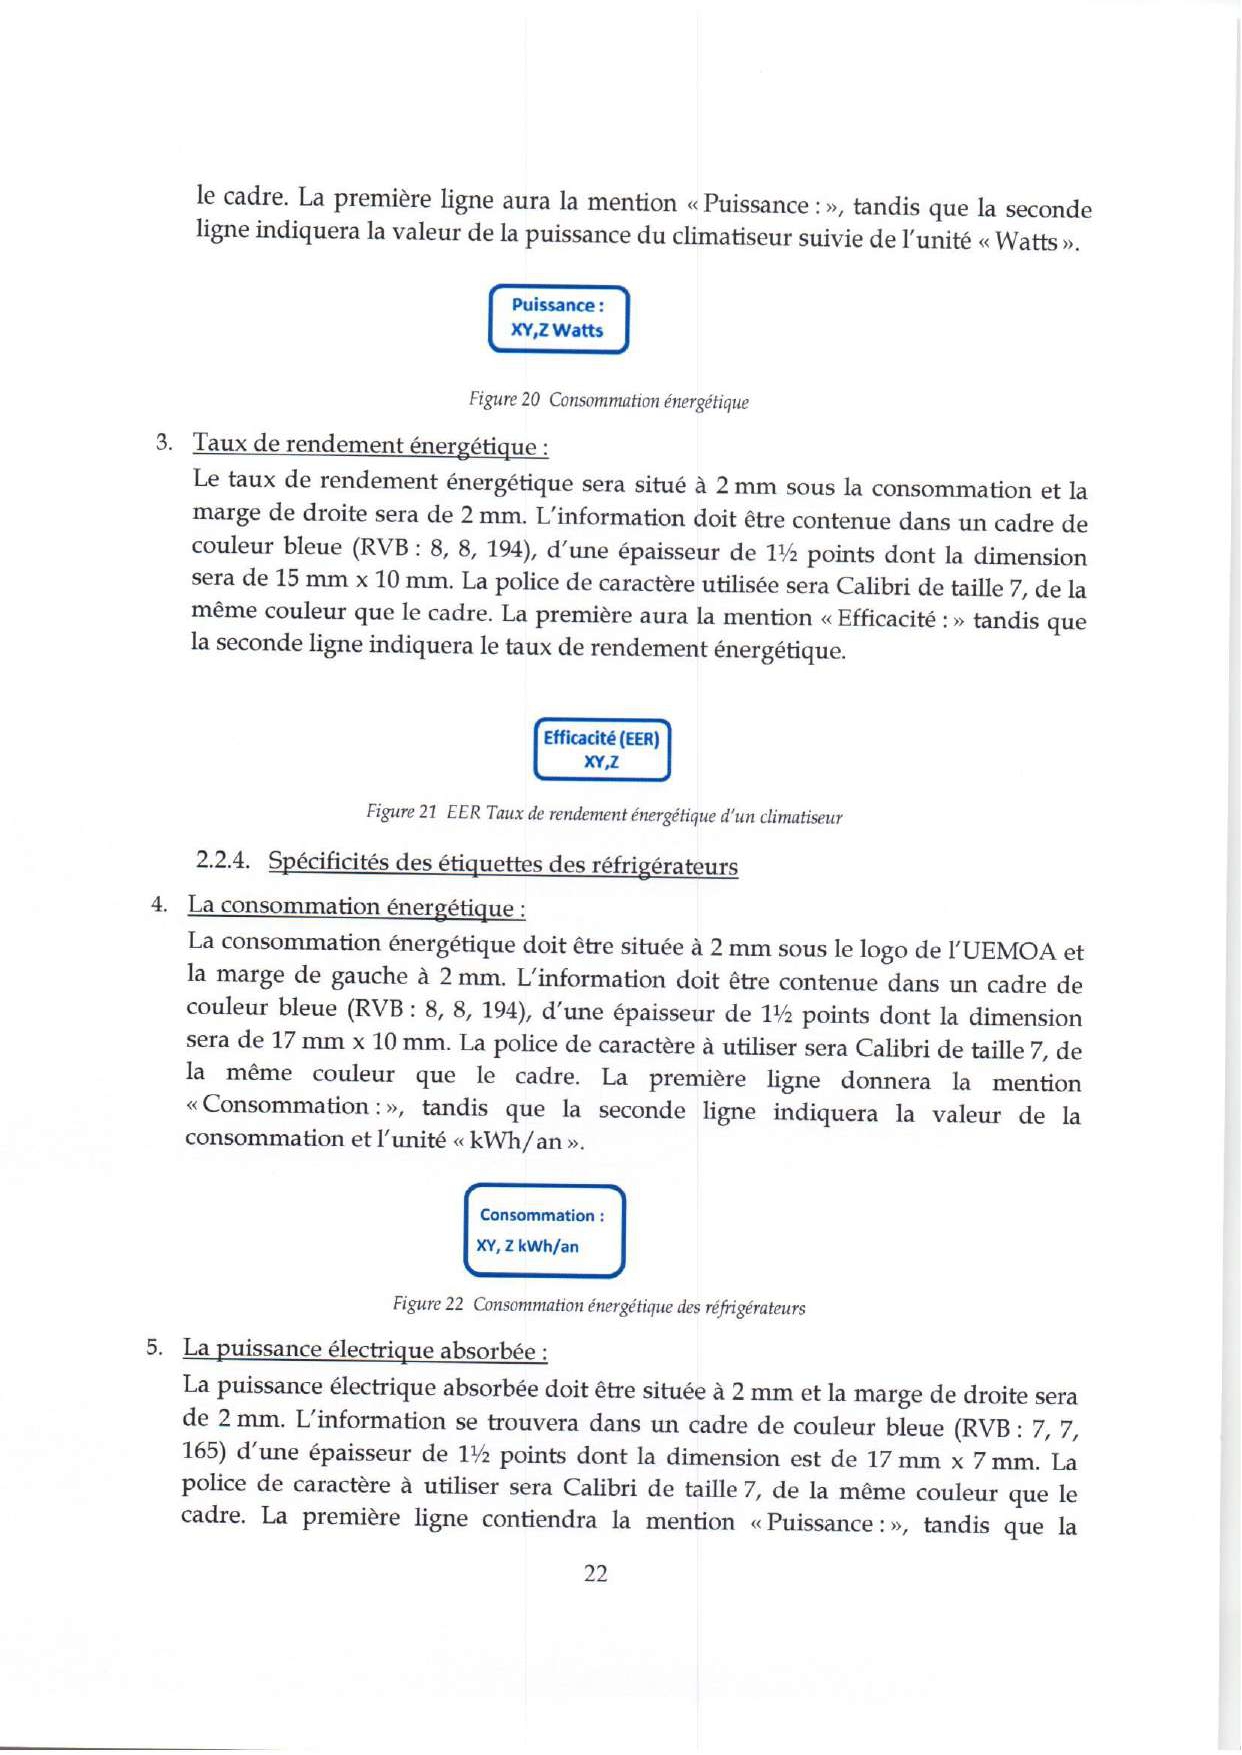 le cadre. La première ligne aura la mention « Puissance : », tandis que la seconde
ligne indiquera la valeur de la puissance du climatiseur suivie de l'unité « Watts ».
Puissance :
XY,Z Watts
Figure 20 Consommation énergétique
3. Taux de rendement énergétique :
Le taux de rendement énergétique sera situé à 2 mm sous la consommation et la
marge de droite sera de 2 mm. L'information doit être contenue dans un cadre de
couleur bleue (RVB : 8, 8, 194), d'une épaisseur de 1½ points dont la dimension
sera de 15 mm x 10 mm. La police de caractère utilisée sera Calibri de taille 7, de la
même couleur que le cadre. La première aura la mention « Efficacité : » tandis que
la seconde ligne indiquera le taux de rendement énergétique.
Efficacité (EER)
XY,Z
Figure 21 EER Taux de rendement énergétique d'un climatiseur
2.2.4. Spécificités des étiquettes des réfrigérateurs
4. La consommation énergétique :
La consommation énergétique doit être située à 2 mm sous le logo de l'UEMOA et
la marge de gauche à 2 mm. L'information doit être contenue dans un cadre de
couleur bleue (RVB : 8, 8, 194), d'une épaisseur de 1½ points dont la dimension
sera de 17 mm x 10 mm. La police de caractère à utiliser sera Calibri de taille 7, de
la même couleur que le cadre. La première ligne donnera la mention
« Consommation : », tandis que la seconde ligne indiquera la valeur de la
consommation et l'unité « kWh/an ».
Consommation :
XY, Z kWh/an
Figure 22 Consommation énergétique des réfrigérateurs
5. La puissance électrique absorbée :
La puissance électrique absorbée doit être située à 2 mm et la marge de droite sera
de 2 mm. L'information se trouvera dans un cadre de couleur bleue (RVB : 7, 7,
165) d'une épaisseur de 1½ points dont la dimension est de 17 mm x 7 mm. La
police de caractère à utiliser sera Calibri de taille 7, de la même couleur que le
cadre. La première ligne contiendra la mention « Puissance : », tandis que la
22